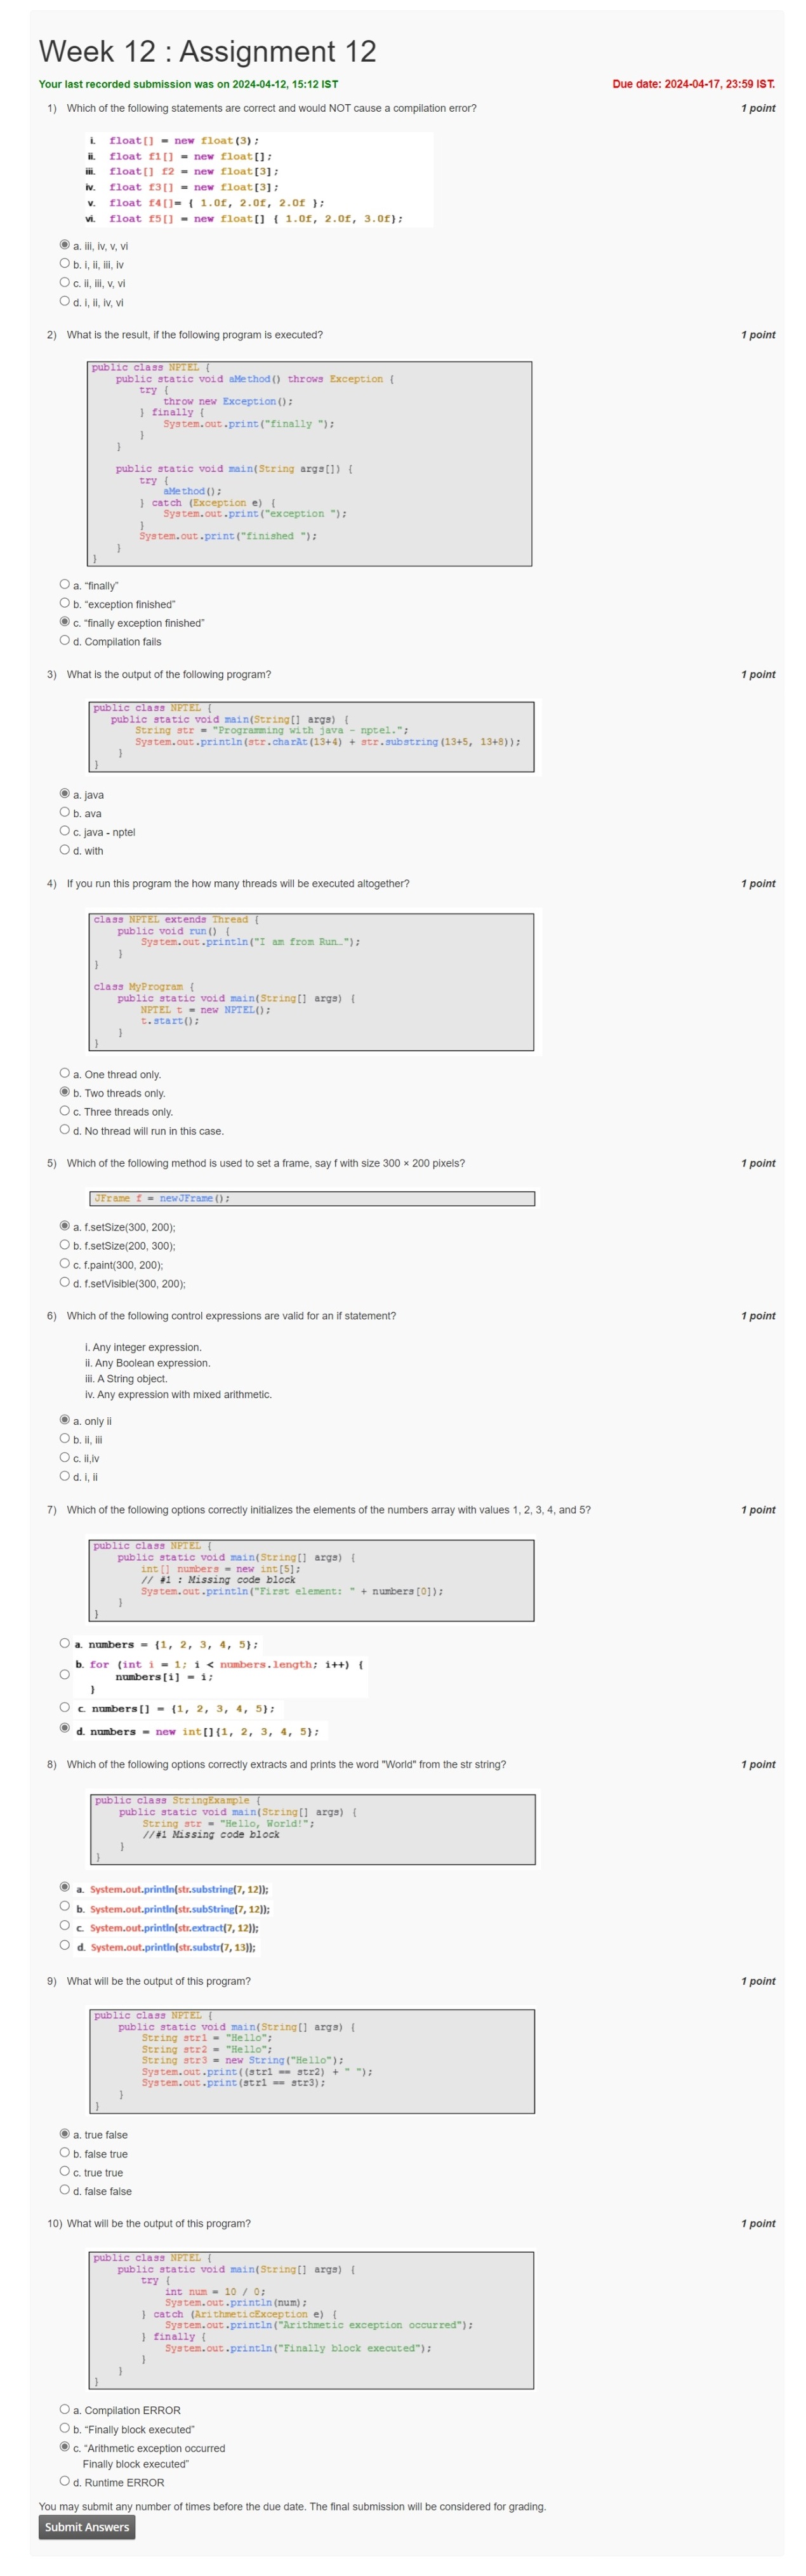 Week 12 : Assignment 12
Your last recorded submission was on 2024-04-12, 15:12 IST Due date: 2024-04-17, 23:59 IST.
1) Which of the following statements are correct and would NOT cause a compilation error? 1 point
i. float[] = new float(3);
ii. float f1[] = new float[];
iii. float[] f2 = new float[3];
iv. float f3[] = new float[3];
v. float f4[]= { 1.0f, 2.0f, 2.0f };
vi. float f5[] = new float[] { 1.0f, 2.0f, 3.0f};
a. iii, iv, v, vi
b. i, ii, iii, iv
c. ii, iii, v, vi
d. i, ii, iv, vi
2) What is the result, if the following program is executed? 1 point
public class NPTEL {
public static void aMethod() throws Exception {
try {
throw new Exception();
} finally {
System.out.print("finally ");
}
}
public static void main(String args[]) {
try {
aMethod();
} catch (Exception e) {
System.out.print("exception ");
}
System.out.print("finished ");
}
}
a. “finally”
b. “exception finished”
c. “finally exception finished”
d. Compilation fails
3) What is the output of the following program? 1 point
public class NPTEL {
public static void main(String[] args) {
String str = "Programming with java - nptel.";
System.out.println(str.charAt(13+4) + str.substring(13+5, 13+8));
}
}
a. java
b. ava
c. java - nptel
d. with
4) If you run this program the how many threads will be executed altogether? 1 point
class NPTEL extends Thread {
public void run() {
System.out.println("I am from Run…");
}
}
class MyProgram {
public static void main(String[] args) {
NPTEL t = new NPTEL();
t.start();
}
}
a. One thread only.
b. Two threads only.
c. Three threads only.
d. No thread will run in this case.
5) Which of the following method is used to set a frame, say f with size 300 × 200 pixels? 1 point
JFrame f = newJFrame();
a. f.setSize(300, 200);
b. f.setSize(200, 300);
c. f.paint(300, 200);
d. f.setVisible(300, 200);
6) Which of the following control expressions are valid for an if statement? 1 point
i. Any integer expression.
ii. Any Boolean expression.
iii. A String object.
iv. Any expression with mixed arithmetic.
a. only ii
b. ii, iii
c. ii,iv
d. i, ii
7) Which of the following options correctly initializes the elements of the numbers array with values 1, 2, 3, 4, and 5? 1 point
public class NPTEL {
public static void main(String[] args) {
int[] numbers = new int[5];
// #1 : Missing code block
System.out.println("First element: " + numbers[0]);
}
}
a. numbers = {1, 2, 3, 4, 5};
b. for (int i = 1; i < numbers.length; i++) {
numbers[i] = i;
}
c. numbers[] = {1, 2, 3, 4, 5};
d. numbers = new int[]{1, 2, 3, 4, 5};
8) Which of the following options correctly extracts and prints the word "World" from the str string? 1 point
public class StringExample {
public static void main(String[] args) {
String str = "Hello, World!";
//#1 Missing code block
}
}
a. System.out.println(str.substring(7, 12));
b. System.out.println(str.subString(7, 12));
c. System.out.println(str.extract(7, 12));
d. System.out.println(str.substr(7, 13));
9) What will be the output of this program? 1 point
public class NPTEL {
public static void main(String[] args) {
String str1 = "Hello";
String str2 = "Hello";
String str3 = new String("Hello");
System.out.print((str1 == str2) + " ");
System.out.print(str1 == str3);
}
}
a. true false
b. false true
c. true true
d. false false
10) What will be the output of this program? 1 point
public class NPTEL {
public static void main(String[] args) {
try {
int num = 10 / 0;
System.out.println(num);
} catch (ArithmeticException e) {
System.out.println("Arithmetic exception occurred");
} finally {
System.out.println("Finally block executed");
}
}
}
a. Compilation ERROR
b. “Finally block executed”
c. “Arithmetic exception occurred
Finally block executed”
d. Runtime ERROR
You may submit any number of times before the due date. The final submission will be considered for grading.
Submit Answers